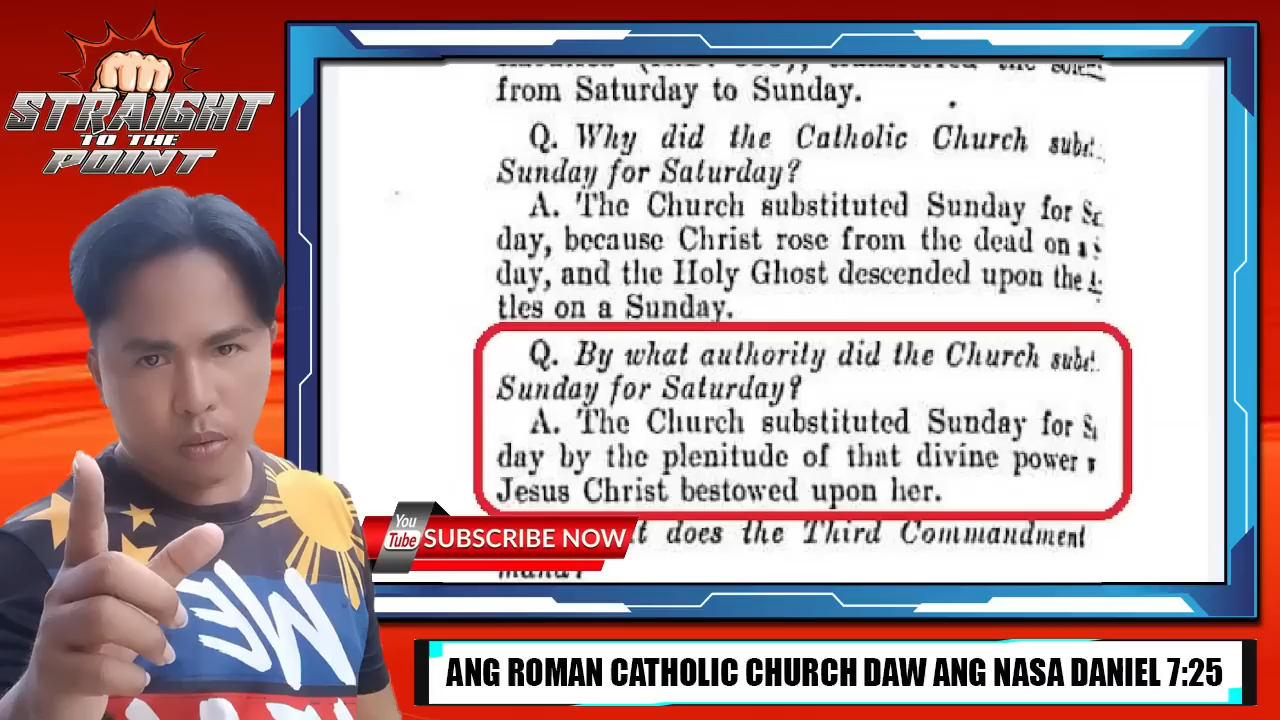 STRAIGHT
TO THE
POINT
from Saturday to Sunday.
Q. Why did the Catholic Church
Sunday for Saturday?
A. The Church substituted Sunday for
day, because Christ rose from the dead on a
day, and the Holy Ghost descended upon the
tles on a Sunday.
Q. By what authority did the Church
Sunday for Saturday?
A. The Church substituted Sunday for
day by the plenitude of that divine power
Jesus Christ bestowed upon her.
does the Third Commandment
You
Tube
SUBSCRIBE NOW
ANG ROMAN CATHOLIC CHURCH DAW ANG NASA DANIEL 7:25